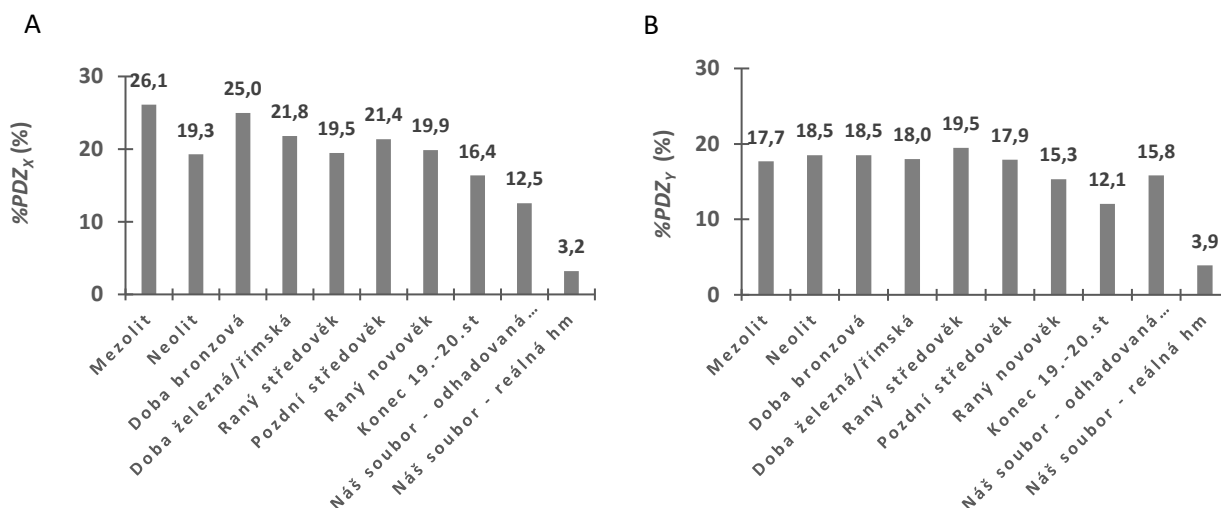 A
%PDZX (%)
30
20
10
0
26,1
19,3
25,0
21,8
19,5
21,4
19,9
16,4
12,5
3,2
Mezolit
Neolit
Doba bronzová
Doba železná/římská
Raný středověk
Pozdní středověk
Raný novověk
Konec 19.-20.st
Náš soubor - odhadovaná…
Náš soubor - reálná hm
B
%PDZY (%)
30
20
10
0
17,7
18,5
18,5
18,0
19,5
17,9
15,3
12,1
15,8
3,9
Mezolit
Neolit
Doba bronzová
Doba železná/římská
Raný středověk
Pozdní středověk
Raný novověk
Konec 19.-20.st
Náš soubor - odhadovaná…
Náš soubor - reálná hm